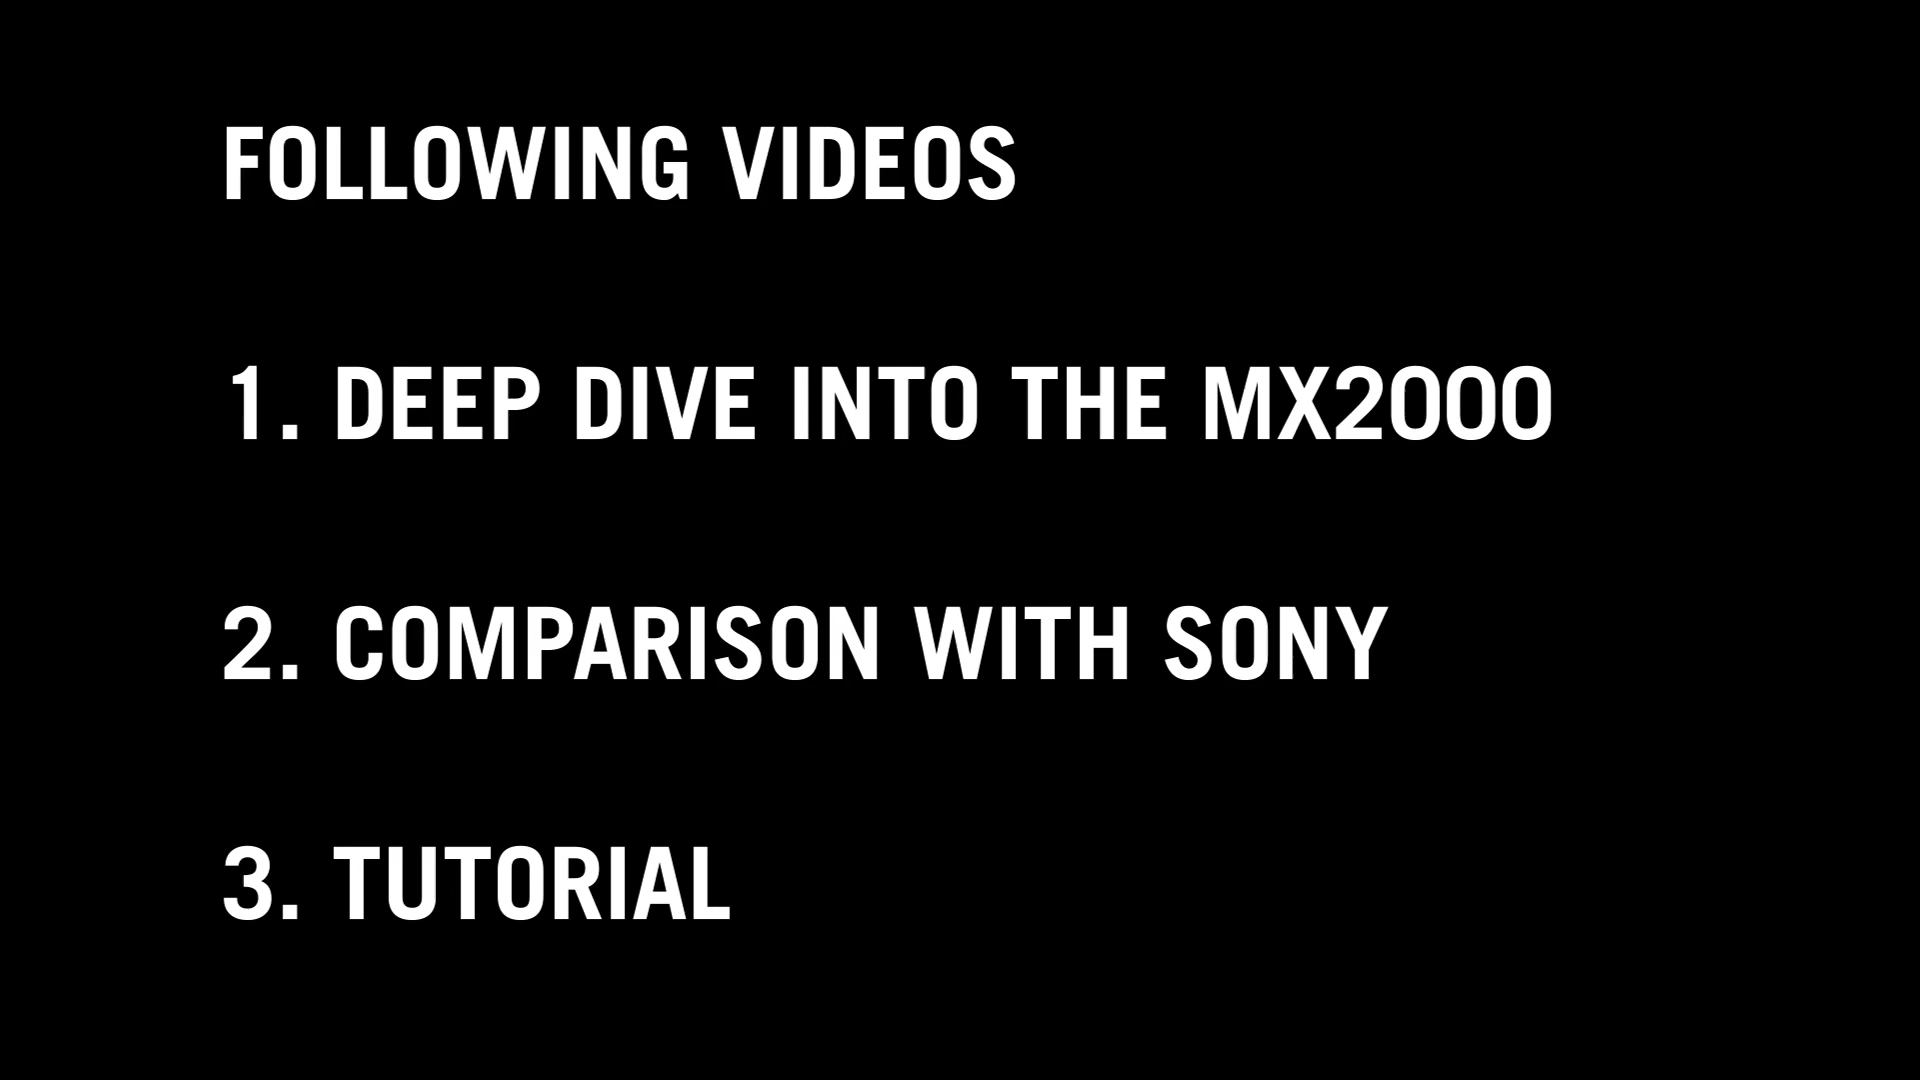 FOLLOWING VIDEOS
1. DEEP DIVE INTO THE MX2000
2. COMPARISON WITH SONY
3. TUTORIAL